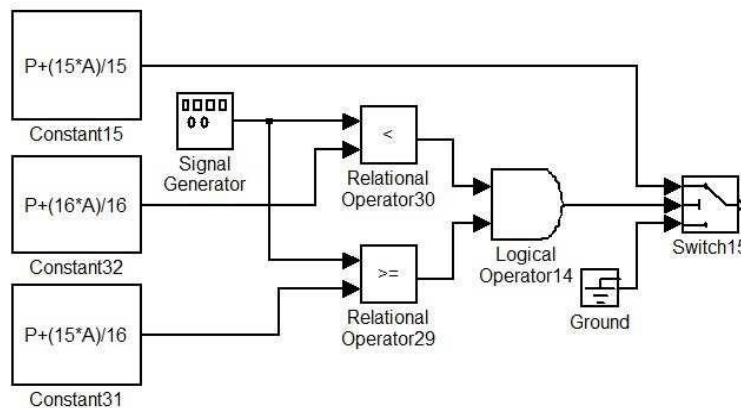 P+(15*A)/15
Constant15
Signal
Generator
<
Relational
Operator30
P+(16*A)/16
Constant32
Logical
Operator14
Switch15
>=
Relational
Operator29
Ground
P+(15*A)/16
Constant31